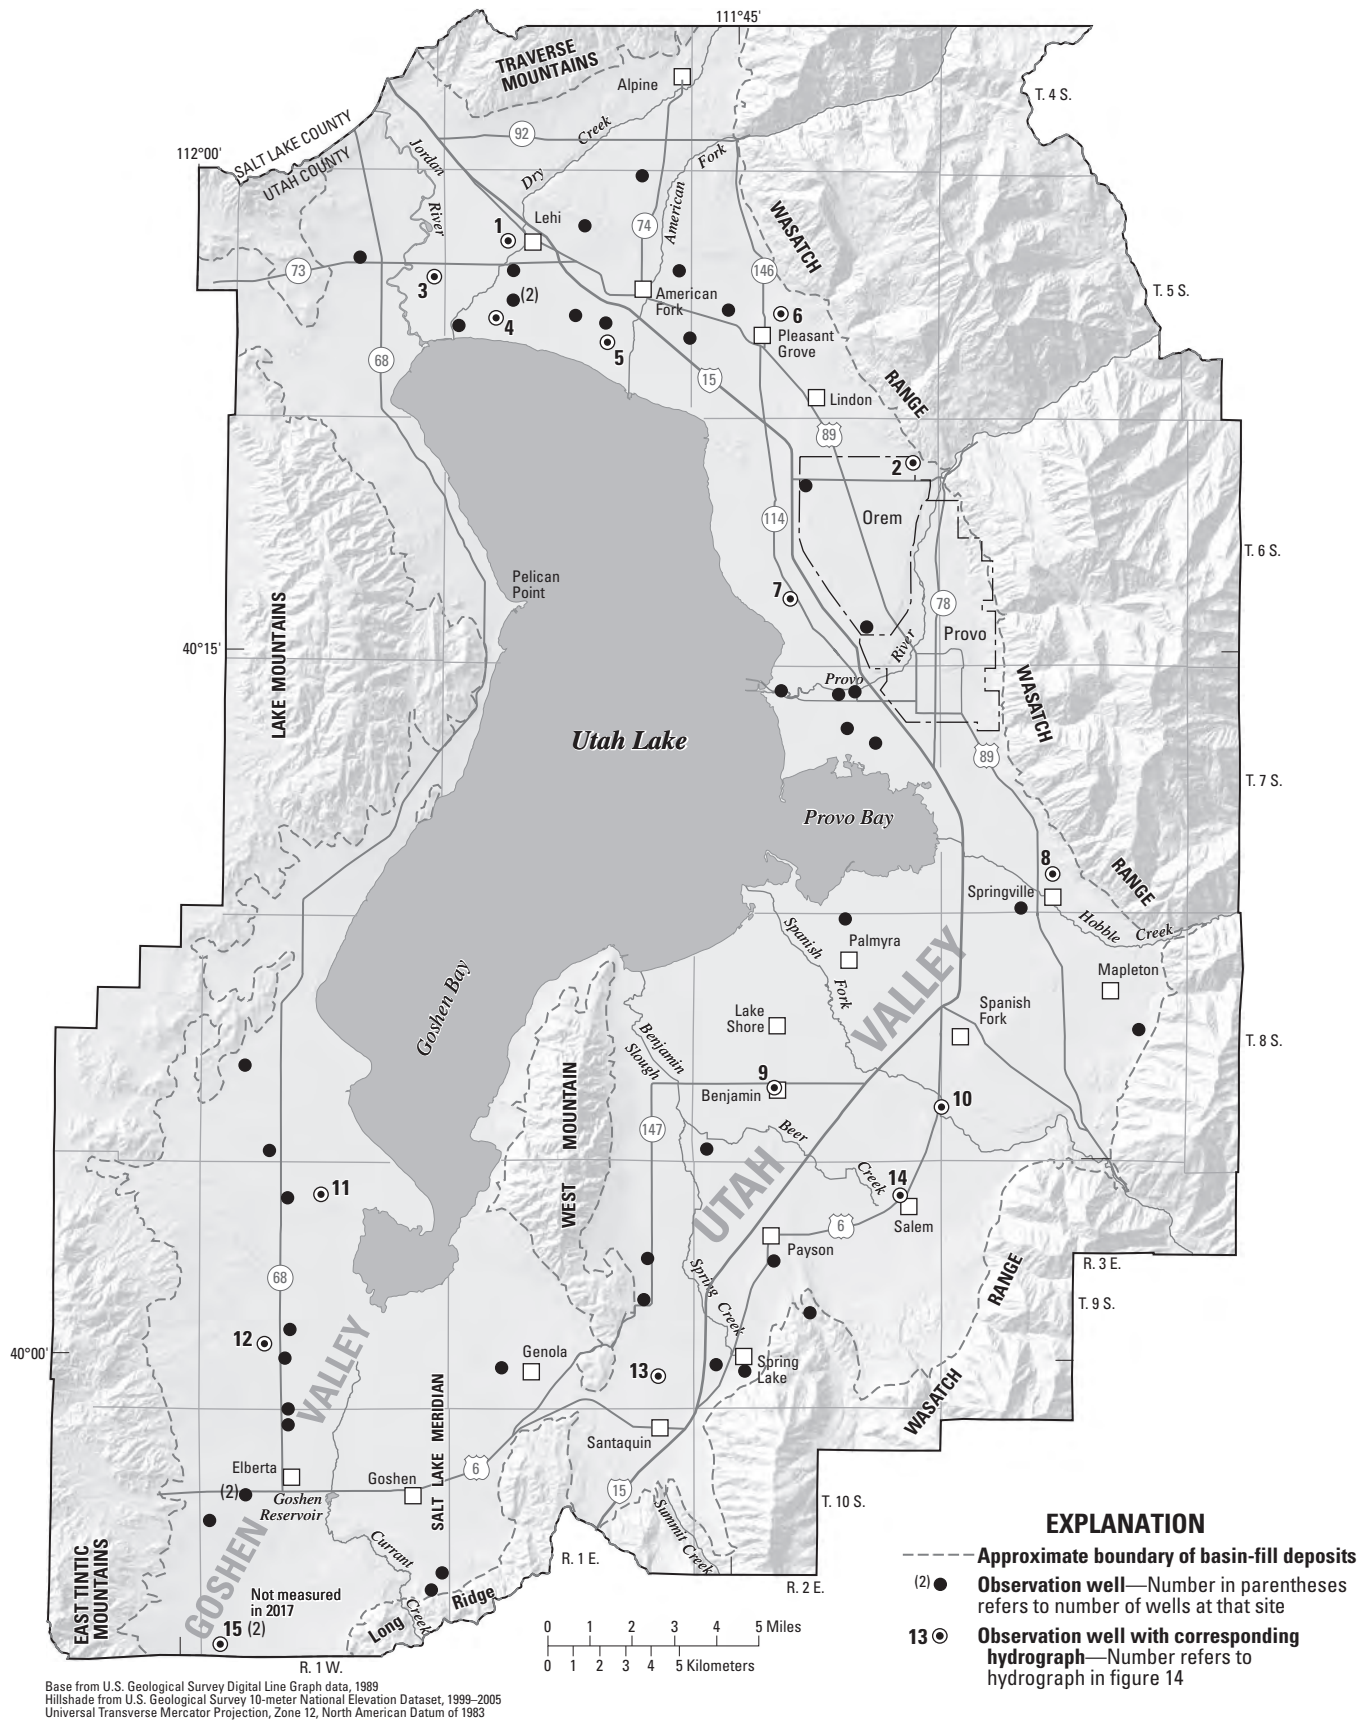 111°45'
TRAVERSE
MOUNTAINS
Alpine
T. 4 S.
SALT LAKE COUNTY
UTAH COUNTY
112°00'
92
Creek
Dry
Jordan
River
Fork
American
WASATCH
1
Lehi
74
73
3
146
(2)
American
Fork
T. 5 S.
4
6
Pleasant
Grove
5
68
15
RANGE
Lindon
89
2
Orem
114
T. 6 S.
Pelican
Point
7
78
LAKE MOUNTAINS
Provo
River
40°15'
Provo
WASATCH
Utah Lake
89
T. 7 S.
Provo Bay
8
RANGE
Springville
Hobble
Creek
Spanish
Fork
Palmyra
VALLEY
Mapleton
Goshen Bay
Lake
Shore
Spanish
Fork
Benjamin
Slough
T. 8 S.
WEST MOUNTAIN
9
Benjamin
10
147
Beer
Creek
UTAH
11
14
Salem
6
Payson
R. 3 E.
68
Spring Creek
RANGE
T. 9 S.
12
VALLEY
40°00'
Genola
13
Spring
Lake
WASATCH
SALT LAKE MERIDIAN
Santaquin
Elberta
Goshen
6
(2)
Goshen
Reservoir
15
T. 10 S.
Summit Creek
GOSHEN
Currant
Creek
EAST TINTIC
MOUNTAINS
R. 1 E.
R. 2 E.
Not measured
in 2017
15 (2)
Long
Ridge
R. 1 W.
0 1 2 3 4 5 Miles
0 1 2 3 4 5 Kilometers
EXPLANATION
Approximate boundary of basin-fill deposits
(2) Observation well—Number in parentheses
refers to number of wells at that site
13 Observation well with corresponding
hydrograph—Number refers to
hydrograph in figure 14
Base from U.S. Geological Survey Digital Line Graph data, 1989
Hillshade from U.S. Geological Survey 10-meter National Elevation Dataset, 1999–2005
Universal Transverse Mercator Projection, Zone 12, North American Datum of 1983